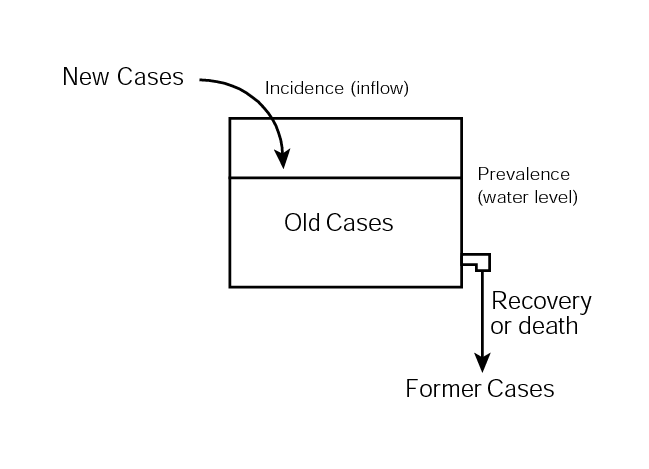 New Cases
Incidence (inflow)
Prevalence
(water level)
Old Cases
Recovery
or death
Former Cases